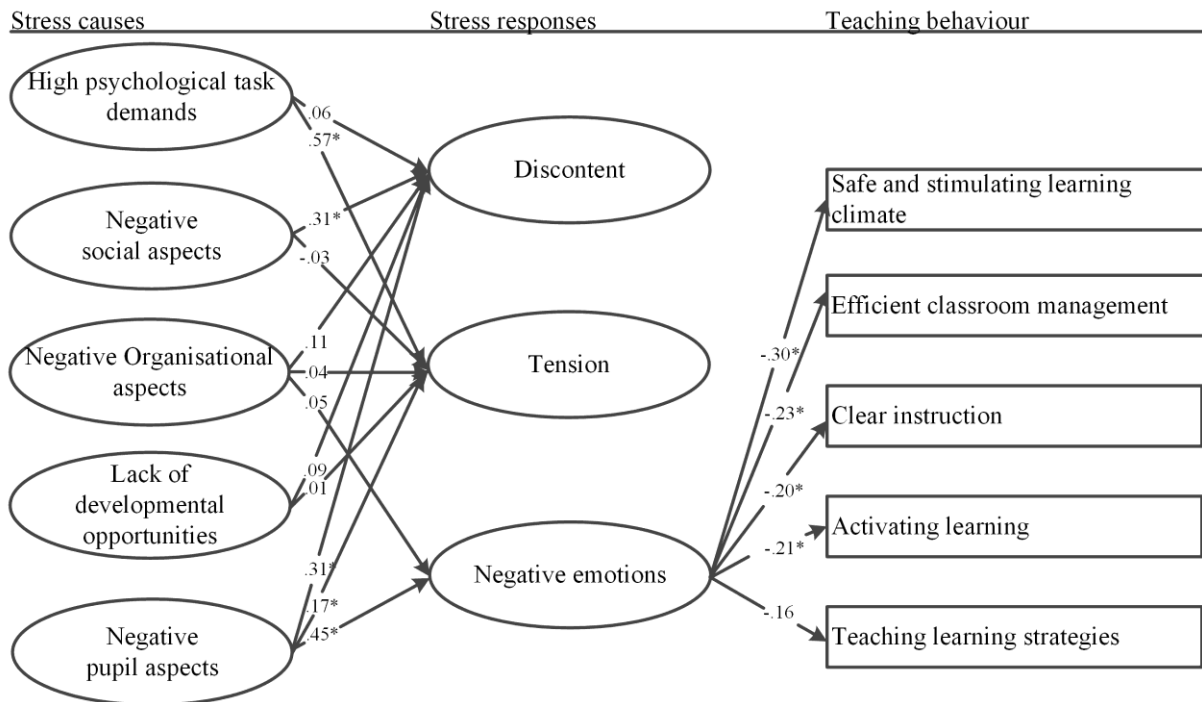 Stress causes
Stress responses
Teaching behaviour
High psychological task
demands
Negative
social aspects
Negative Organisational
aspects
Lack of
developmental
opportunities
Negative
pupil aspects
.06
.57*
.31*
-.03
.11
.04
.05
.09
.01
.31*
.17*
.45*
Discontent
Tension
Negative emotions
-.30*
-.23*
-.20*
-.21*
-.16
Safe and stimulating learning
climate
Efficient classroom management
Clear instruction
Activating learning
Teaching learning strategies